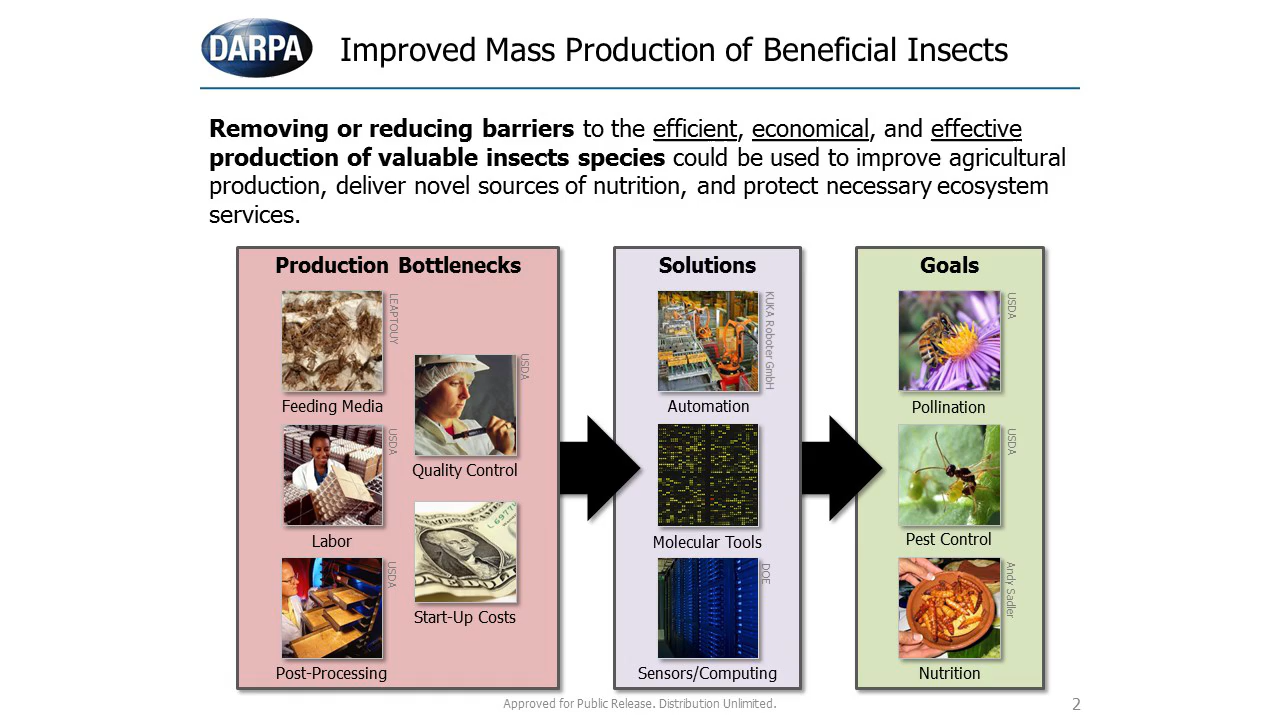 DARPA
Improved Mass Production of Beneficial Insects
Removing or reducing barriers to the efficient, economical, and effective
production of valuable insects species could be used to improve agricultural
production, deliver novel sources of nutrition, and protect necessary ecosystem
services.
Production Bottlenecks
LEAPTOUY
Feeding Media
USDA
Labor
USDA
Post-Processing
USDA
Quality Control
Start-Up Costs
Solutions
KUKA Roboter GmbH
Automation
Molecular Tools
DOE
Sensors/Computing
Goals
USDA
Pollination
USDA
Pest Control
Andy Sadler
Nutrition
Approved for Public Release. Distribution Unlimited.
2